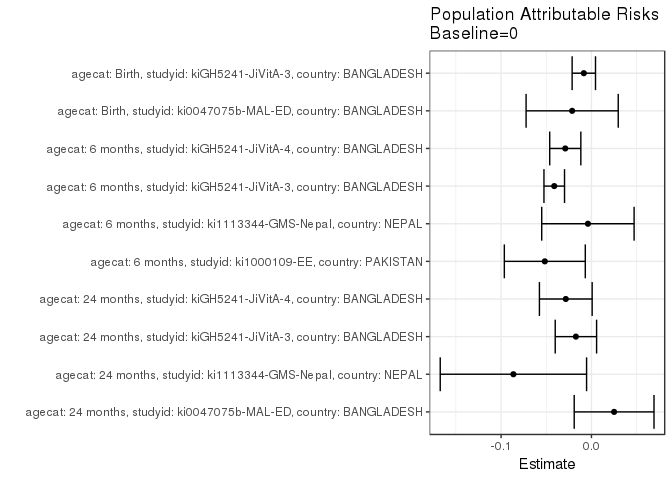 Population Attributable Risks
Baseline=0
agecat: Birth, studyid: kiGH5241-JiVitA-3, country: BANGLADESH
agecat: Birth, studyid: ki0047075b-MAL-ED, country: BANGLADESH
agecat: 6 months, studyid: kiGH5241-JiVitA-4, country: BANGLADESH
agecat: 6 months, studyid: kiGH5241-JiVitA-3, country: BANGLADESH
agecat: 6 months, studyid: ki1113344-GMS-Nepal, country: NEPAL
agecat: 6 months, studyid: ki1000109-EE, country: PAKISTAN
agecat: 24 months, studyid: kiGH5241-JiVitA-4, country: BANGLADESH
agecat: 24 months, studyid: kiGH5241-JiVitA-3, country: BANGLADESH
agecat: 24 months, studyid: ki1113344-GMS-Nepal, country: NEPAL
agecat: 24 months, studyid: ki0047075b-MAL-ED, country: BANGLADESH
-0.1 0.0
Estimate